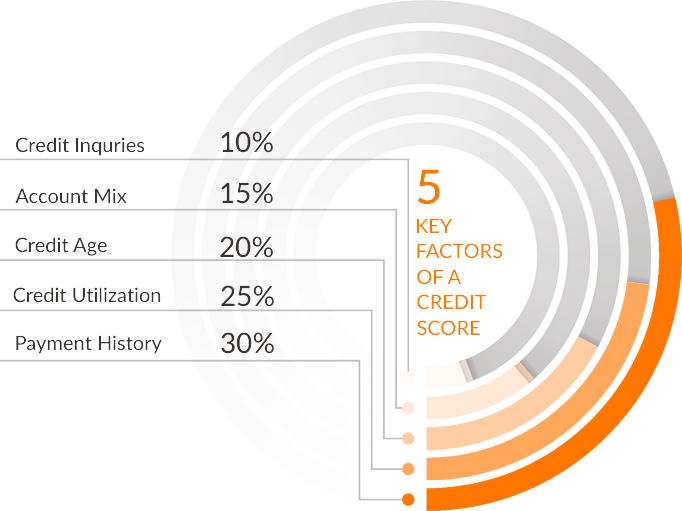 Credit Inquries 10%
Account Mix 15%
Credit Age 20%
Credit Utilization 25%
Payment History 30%
5
KEY
FACTORS
OF A
CREDIT
SCORE